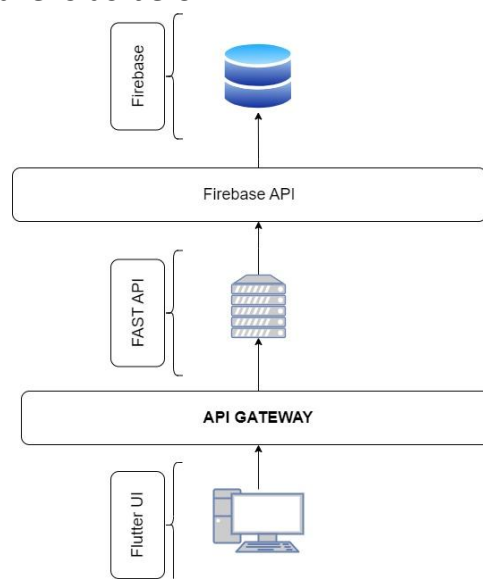 Firebase
Firebase API
FAST API
API GATEWAY
Flutter UI